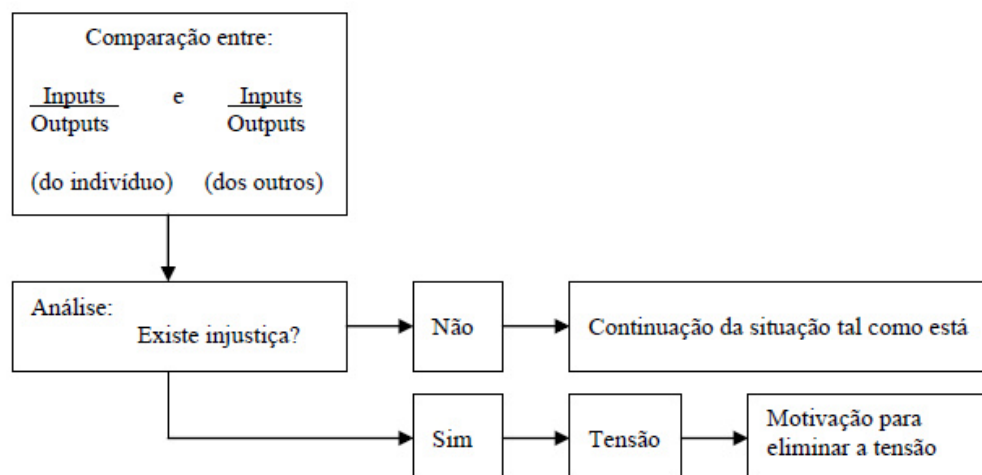 Comparação entre:
Inputs e Inputs
Outputs Outputs
(do indivíduo) (dos outros)
Análise:
Existe injustiça?
Não
Continuação da situação tal como está
Sim
Tensão
Motivação para
eliminar a tensão